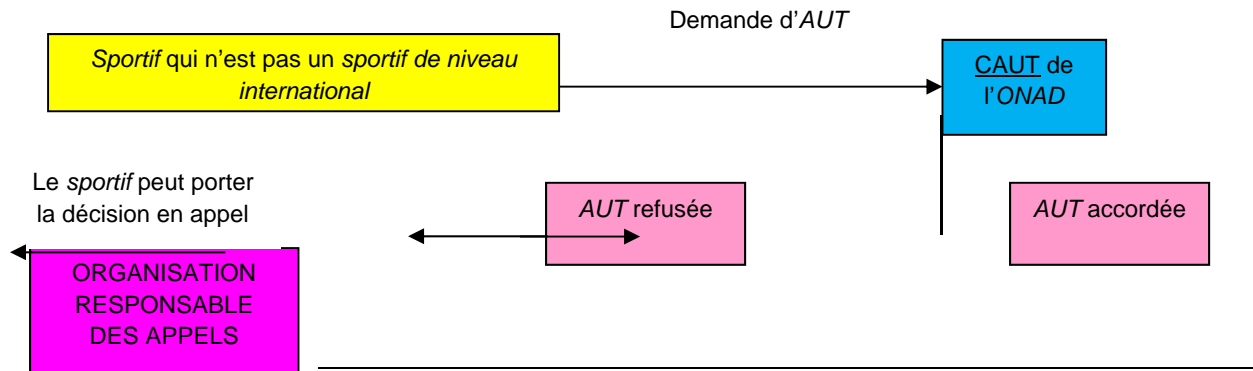 Demande d'AUT
Sportif qui n'est pas un sportif de niveau
international
CAUT de
l'ONAD
Le sportif peut porter
la décision en appel
AUT refusée
AUT accordée
ORGANISATION
RESPONSABLE
DES APPELS